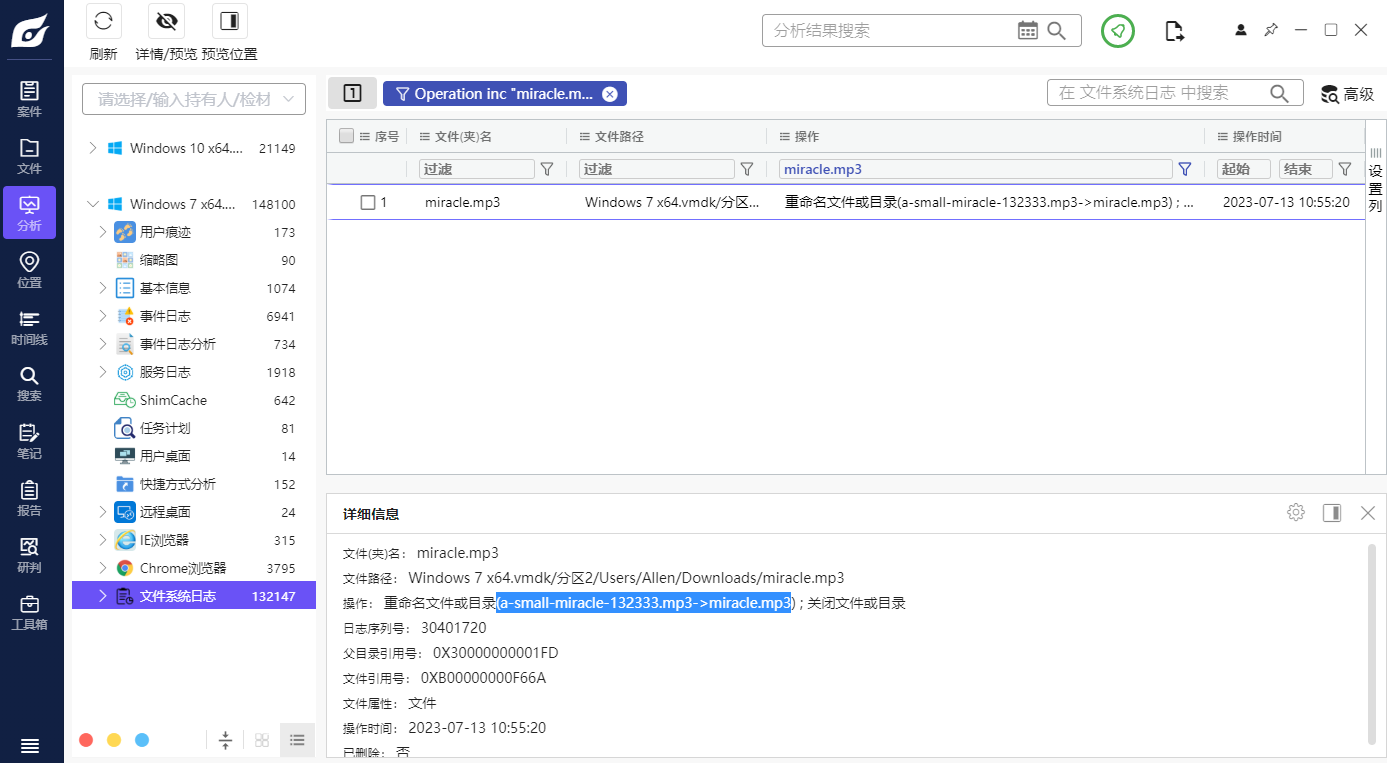 刷新
详情/预览
预览位置
分析结果搜索
案件
文件
分析
位置
时间线
搜索
笔记
报告
研判
工具箱
请选择/输入持有人/检材
Windows 10 x64.... 21149
Windows 7 x64.... 148100
用户痕迹 173
缩略图 90
基本信息 1074
事件日志 6941
事件日志分析 734
服务日志 1918
ShimCache 642
任务计划 81
用户桌面 14
快捷方式分析 152
远程桌面 24
IE浏览器 315
Chrome浏览器 3795
文件系统日志 132147
1
Operation inc "miracle.m...
在 文件系统日志 中搜索
高级
序号 文件(夹)名 文件路径 操作 操作时间
过滤 过滤 miracle.mp3 起始 结束
1 miracle.mp3 Windows 7 x64.vmdk/分区... 重命名文件或目录(a-small-miracle-132333.mp3->miracle.mp3) ; ... 2023-07-13 10:55:20
设置列
详细信息
文件(夹)名： miracle.mp3
文件路径： Windows 7 x64.vmdk/分区2/Users/Allen/Downloads/miracle.mp3
操作： 重命名文件或目录(a-small-miracle-132333.mp3->miracle.mp3) ; 关闭文件或目录
日志序列号： 30401720
父目录引用号： 0X30000000001FD
文件引用号： 0XB00000000F66A
文件属性： 文件
操作时间： 2023-07-13 10:55:20
已删除： 否